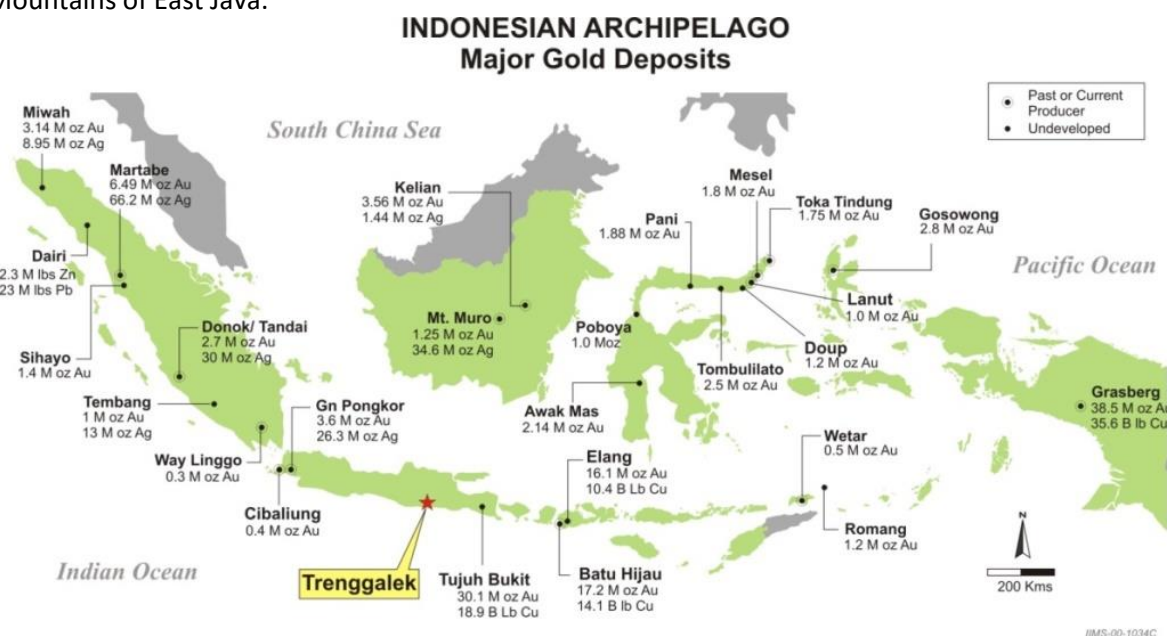 Mountains of East Java.
INDONESIAN ARCHIPELAGO
Major Gold Deposits
Past or Current
Producer
Undeveloped
South China Sea
Pacific Ocean
Indian Ocean
Miwah
3.14 M oz Au
8.95 M oz Ag
Martabe
6.49 M oz Au
66.2 M oz Ag
Dairi
2.3 M lbs Zn
23 M lbs Pb
Sihayo
1.4 M oz Au
Donok/ Tandai
2.7 M oz Au
30 M oz Ag
Tembang
1 M oz Au
13 M oz Ag
Way Linggo
0.3 M oz Au
Gn Pongkor
3.6 M oz Au
26.3 M oz Ag
Cibaliung
0.4 M oz Au
Kelian
3.56 M oz Au
1.44 M oz Ag
Mt. Muro
1.25 M oz Au
34.6 M oz Ag
Mesel
1.8 M oz Au
Toka Tindung
1.75 M oz Au
Pani
1.88 M oz Au
Gosowong
2.8 M oz Au
Lanut
1.0 M oz Au
Poboya
1.0 Moz
Doup
1.2 M oz Au
Tombulilato
2.5 M oz Au
Awak Mas
2.14 M oz Au
Grasberg
38.5 M oz Au
35.6 B lb Cu
Wetar
0.5 M oz Au
Elang
16.1 M oz Au
10.4 B Lb Cu
Romang
1.2 M oz Au
Trenggalek
Tujuh Bukit
30.1 M oz Au
18.9 B Lb Cu
Batu Hijau
17.2 M oz Au
14.1 B lb Cu
N
200 Kms
IIMS-00-1034C